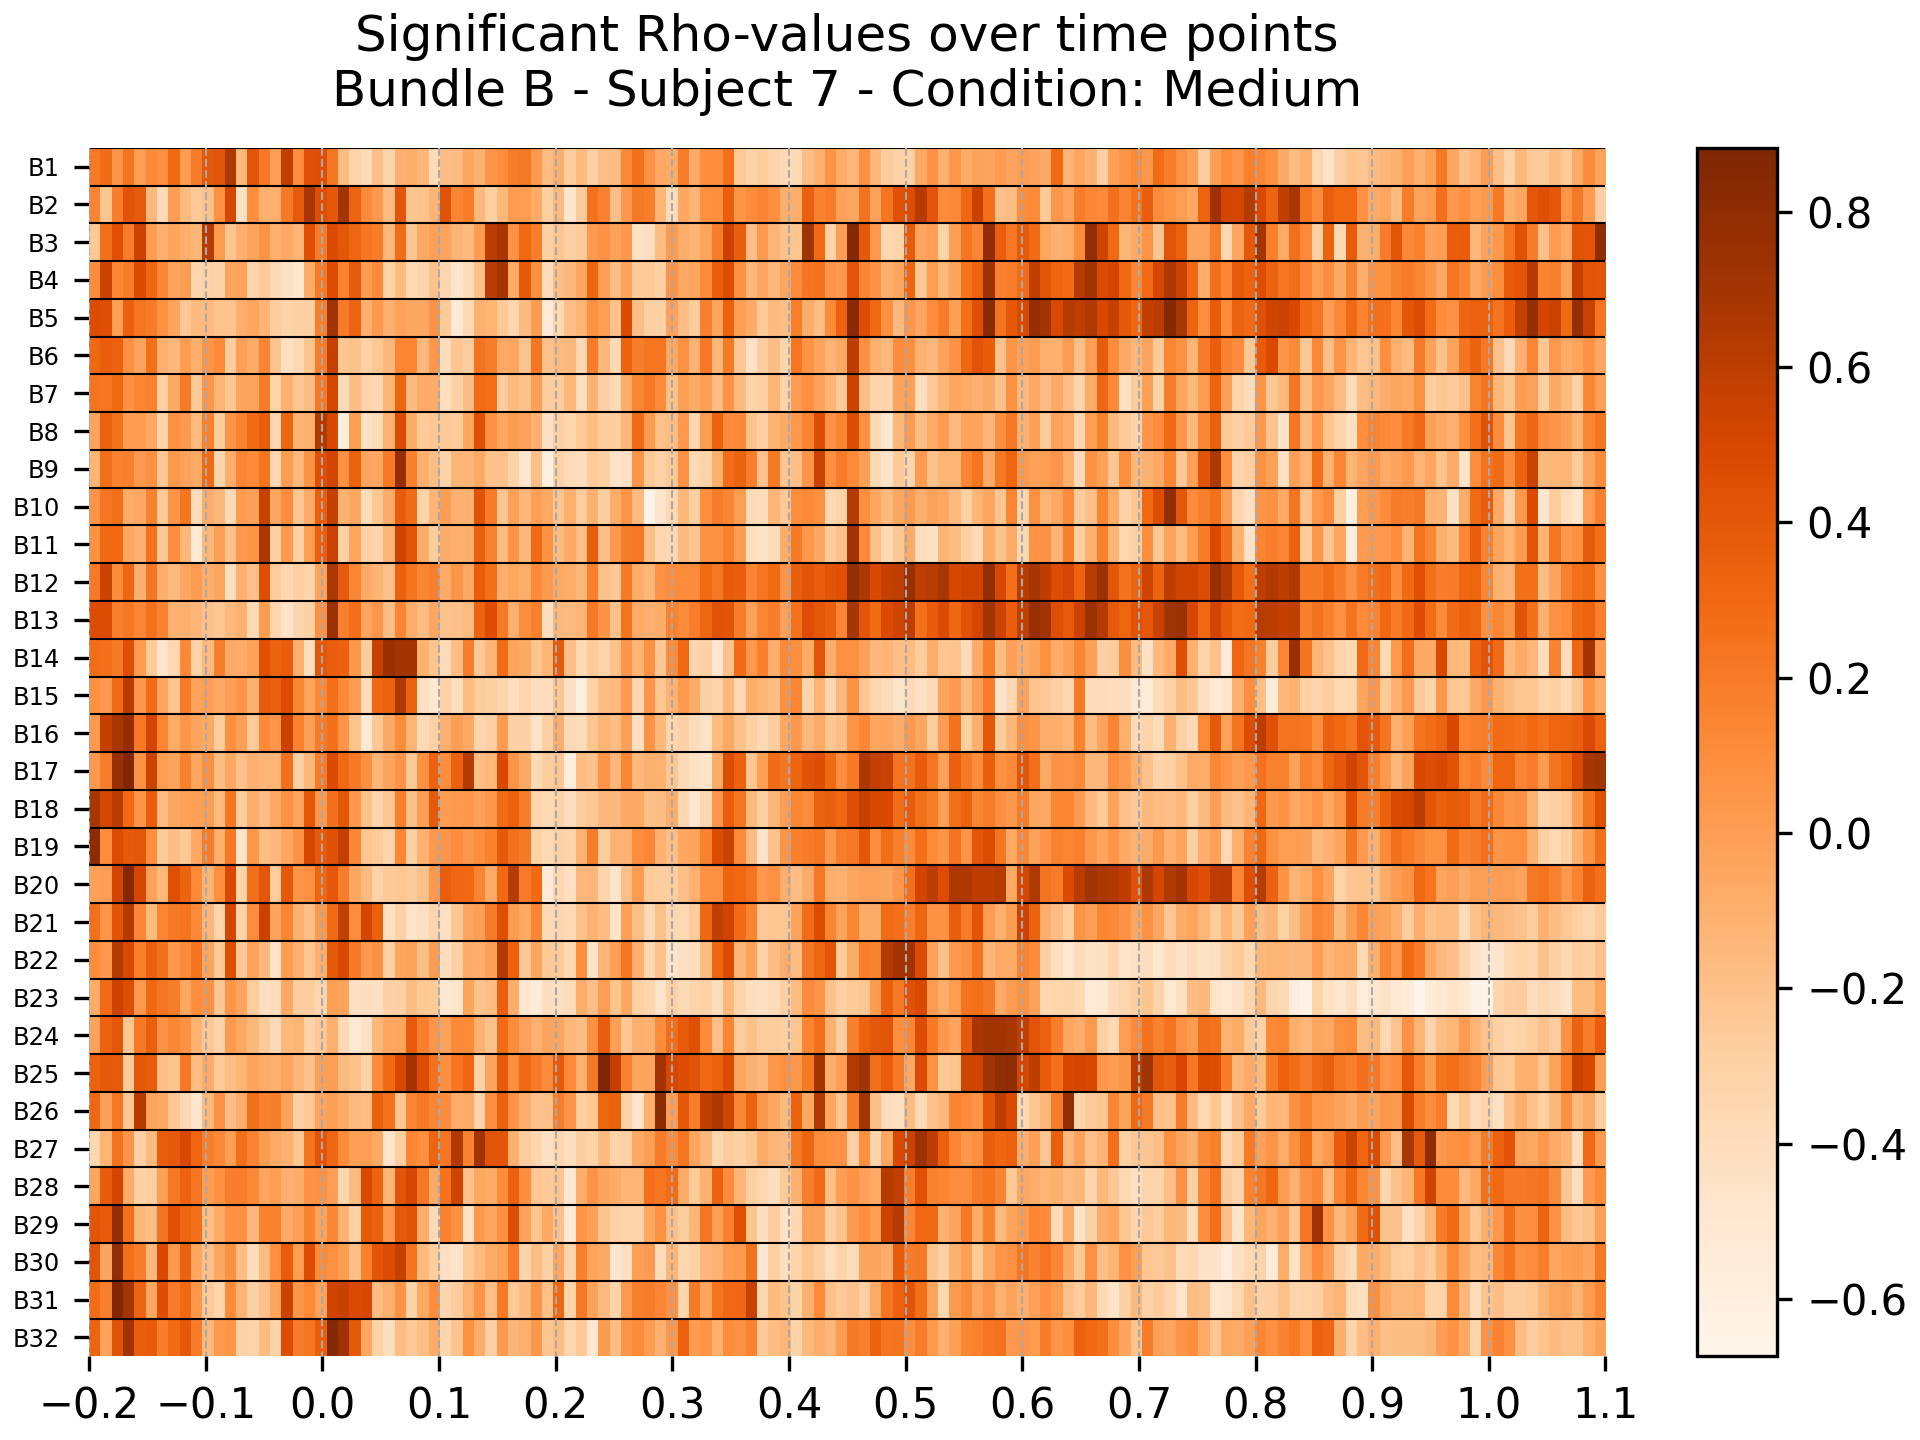 Significant Rho-values over time points
Bundle B - Subject 7 - Condition: Medium
B1
B2
B3
B4
B5
B6
B7
B8
B9
B10
B11
B12
B13
B14
B15
B16
B17
B18
B19
B20
B21
B22
B23
B24
B25
B26
B27
B28
B29
B30
B31
B32
−0.2 −0.1 0.0 0.1 0.2 0.3 0.4 0.5 0.6 0.7 0.8 0.9 1.0 1.1
0.8
0.6
0.4
0.2
0.0
−0.2
−0.4
−0.6